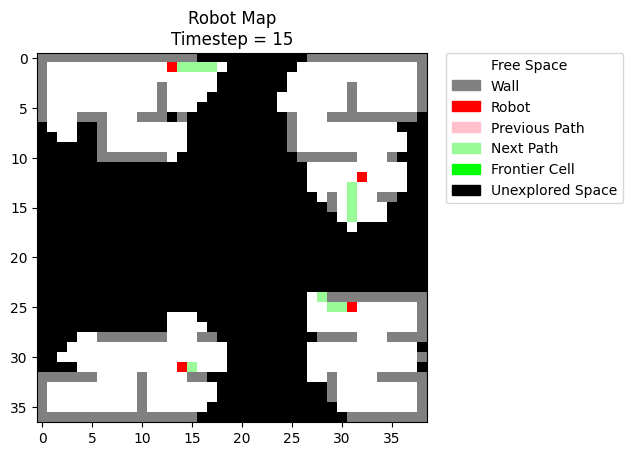 Robot Map
Timestep = 15
0
5
10
15
20
25
30
35
0
5
10
15
20
25
30
35
Free Space
Wall
Robot
Previous Path
Next Path
Frontier Cell
Unexplored Space